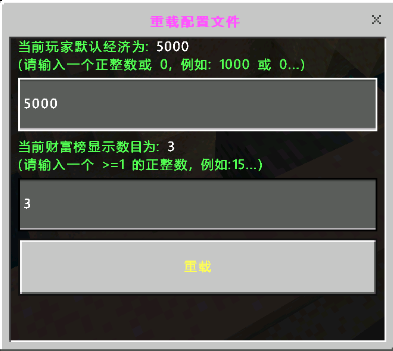 重载配置文件
当前玩家默认经济为: 5000
(请输入一个正整数或 0, 例如: 1000 或 0...)
5000
当前财富榜显示数目为: 3
(请输入一个 >=1 的正整数, 例如:15...)
3
重载